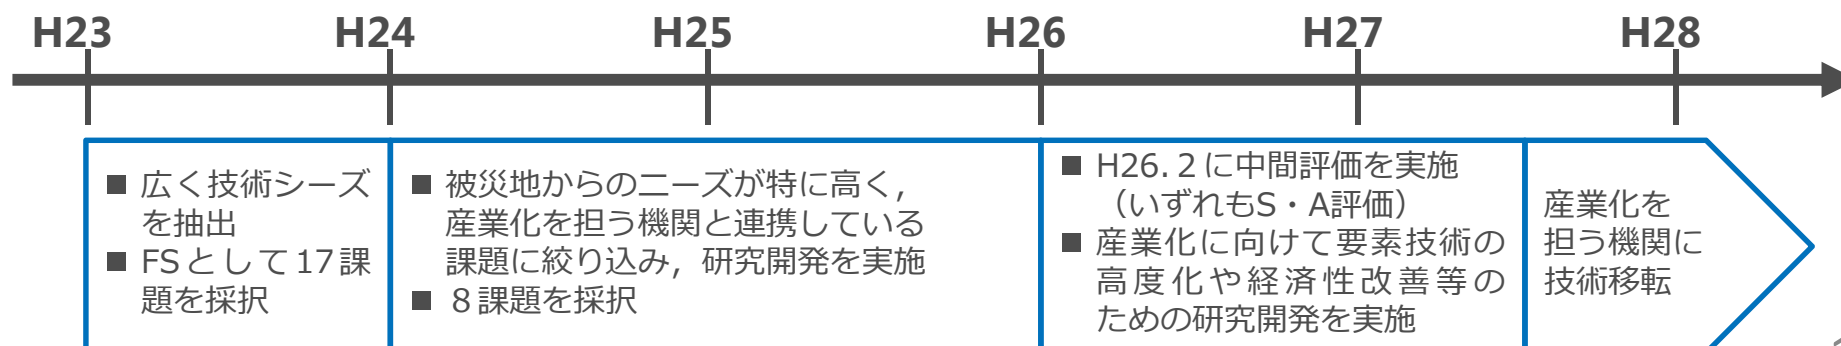 H23 H24 H25 H26 H27 H28
■ 広く技術シーズ
を抽出
■ FSとして17課
題を採択
■ 被災地からのニーズが特に高く，
産業化を担う機関と連携している
課題に絞り込み，研究開発を実施
■ ８課題を採択
■ H26.２に中間評価を実施
（いずれもS・A評価）
■ 産業化に向けて要素技術の
高度化や経済性改善等の
ための研究開発を実施
産業化を
担う機関に
技術移転